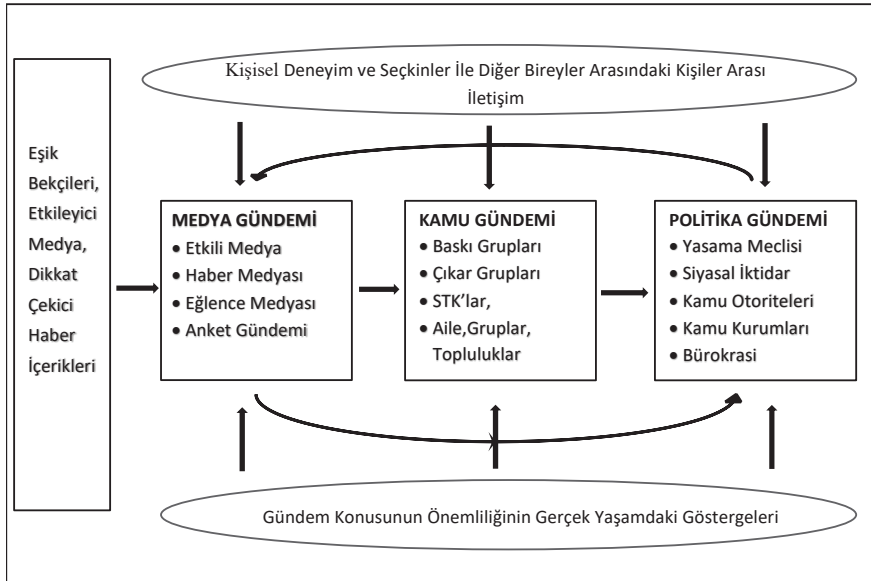 Kişisel Deneyim ve Seçkinler İle Diğer Bireyler Arasındaki Kişiler Arası
İletişim
Eşik
Bekçileri,
Etkileyici
Medya,
Dikkat
Çekici
Haber
İçerikleri
MEDYA GÜNDEMİ
• Etkili Medya
• Haber Medyası
• Eğlence Medyası
• Anket Gündemi
KAMU GÜNDEMİ
• Baskı Grupları
• Çıkar Grupları
• STK'lar,
• Aile,Gruplar,
Topluluklar
POLİTİKA GÜNDEMİ
• Yasama Meclisi
• Siyasal İktidar
• Kamu Otoriteleri
• Kamu Kurumları
• Bürokrasi
Gündem Konusunun Önemliliğinin Gerçek Yaşamdaki Göstergeleri